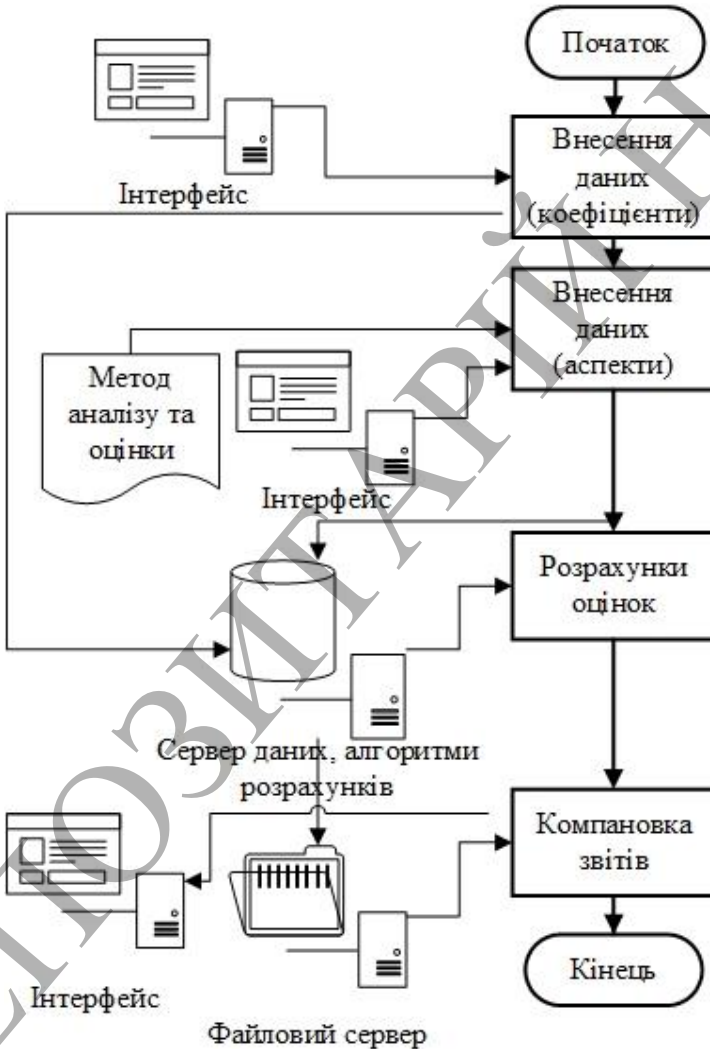 Початок
Внесення
даних
(коефіцієнти)
Інтерфейс
Внесення
даних
(аспекти)
Метод
аналізу та
оцінки
Інтерфейс
Розрахунки
оцінок
Сервер даних, алгоритми
розрахунків
Компановка
звітів
Інтерфейс
Кінець
Файловий сервер
ПОЗИТАРІЙ Н